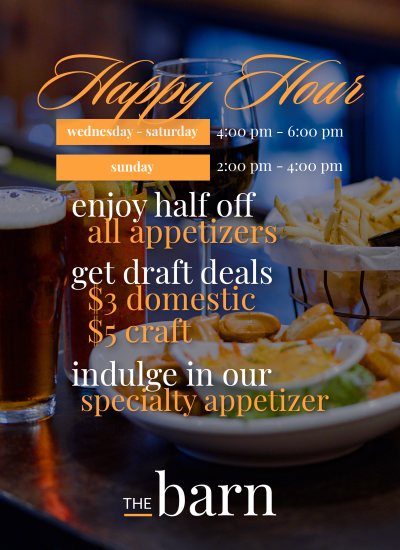 Happy Hour
wednesday - saturday 4:00 pm - 6:00 pm
sunday 2:00 pm - 4:00 pm
enjoy half off
all appetizers
get draft deals
$3 domestic
$5 craft
indulge in our
specialty appetizer
THE barn